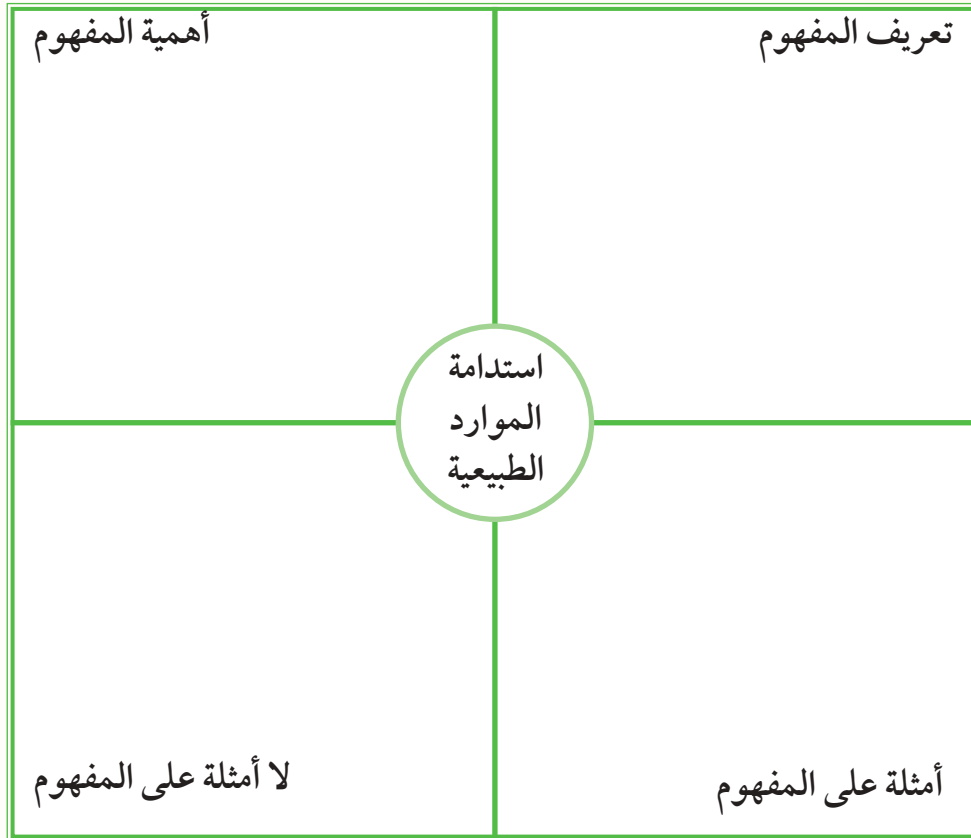 تعريف المفهوم
أهمية المفهوم
استدامة
الموارد
الطبيعية
أمثلة على المفهوم
لا أمثلة على المفهوم